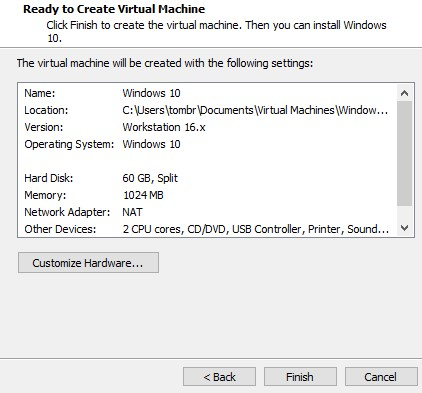 Ready to Create Virtual Machine
Click Finish to create the virtual machine. Then you can install Windows
10.
The virtual machine will be created with the following settings:
Name: Windows 10
Location: C:\Users\tombr\Documents\Virtual Machines\Window...
Version: Workstation 16.x
Operating System: Windows 10
Hard Disk: 60 GB, Split
Memory: 1024 MB
Network Adapter: NAT
Other Devices: 2 CPU cores, CD/DVD, USB Controller, Printer, Sound...
Customize Hardware...
< Back Finish Cancel